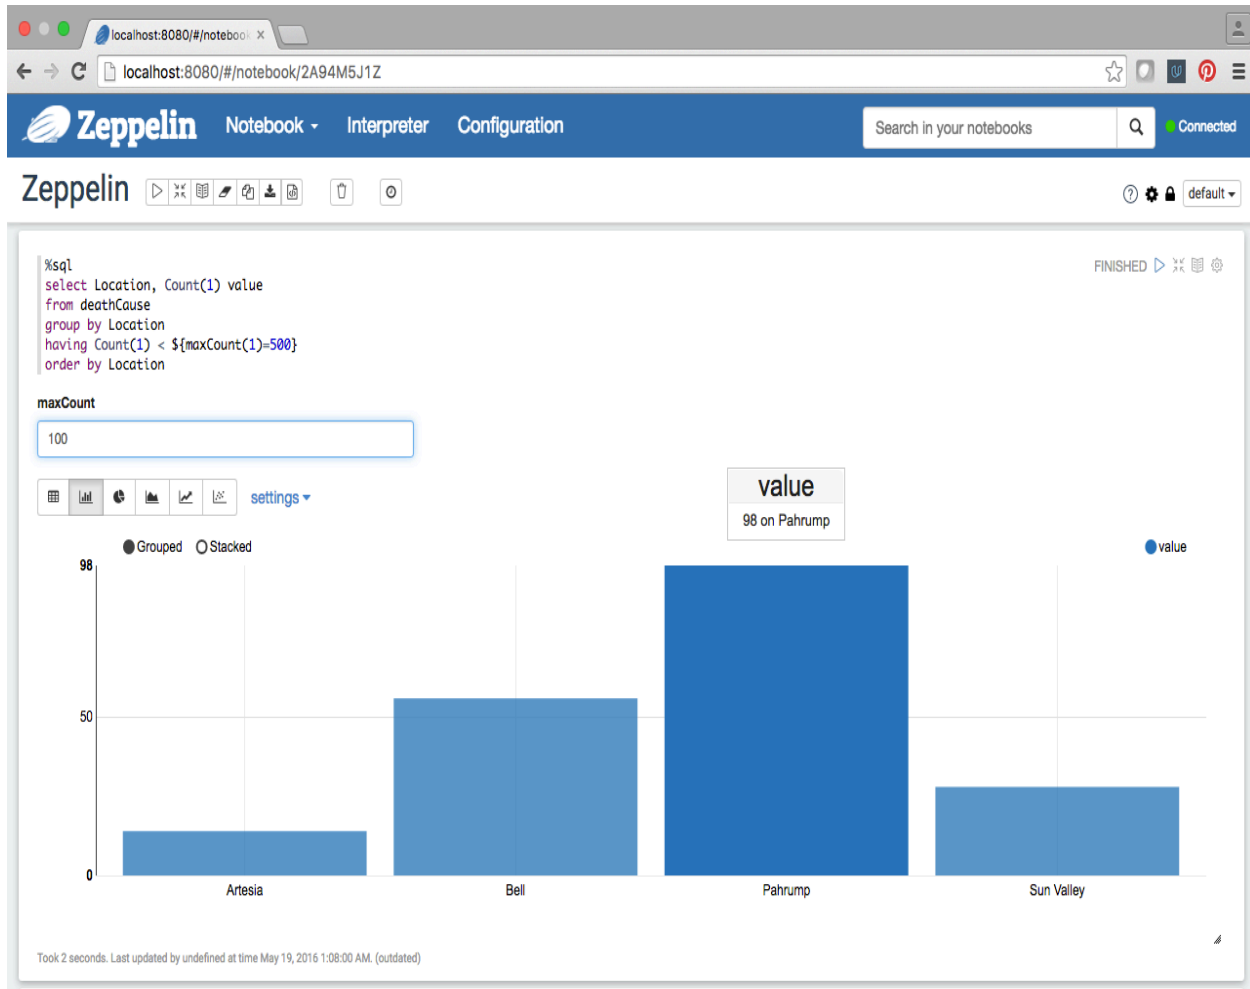 localhost:8080/#/notebook
localhost:8080/#/notebook/2A94M5J1Z
Zeppelin Notebook Interpreter Configuration Search in your notebooks Connected
Zeppelin default
%sql
FINISHED
select Location, Count(1) value
from deathCause
group by Location
having Count(1) < ${maxCount(1)=500}
order by Location
maxCount
100
settings
value
98 on Pahrump
Grouped Stacked value
98
50
0
Artesia Bell Pahrump Sun Valley
Took 2 seconds. Last updated by undefined at time May 19, 2016 1:08:00 AM. (outdated)